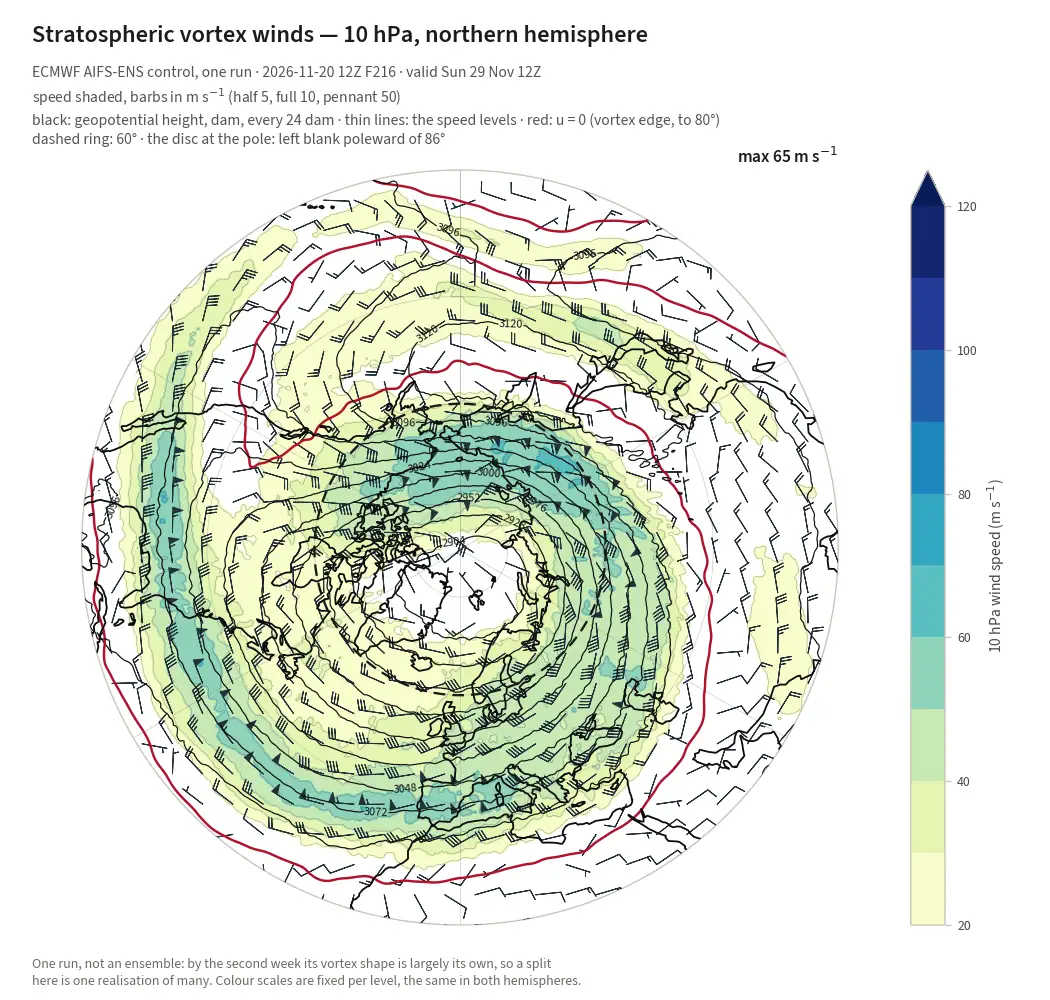 Stratospheric vortex winds — 10 hPa, northern hemisphere
ECMWF AIFS-ENS control, one run · 2026-11-20 12Z F216 · valid Sun 29 Nov 12Z
speed shaded, barbs in m s⁻¹ (half 5, full 10, pennant 50)
black: geopotential height, dam, every 24 dam · thin lines: the speed levels · red: u = 0 (vortex edge, to 80°)
dashed ring: 60° · the disc at the pole: left blank poleward of 86°
max 65 m s⁻¹
120
100
80
60
40
20
10 hPa wind speed (m s⁻¹)
3096
3096
3120
3120
3096
3096
3024
3000
2952
2976
2904
3048
3072
One run, not an ensemble: by the second week its vortex shape is largely its own, so a split
here is one realisation of many. Colour scales are fixed per level, the same in both hemispheres.